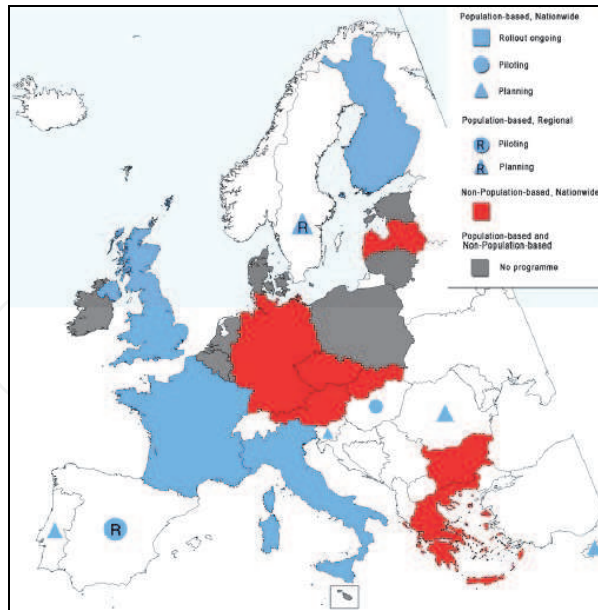 Population-based, Nationwide
Rollout ongoing
Piloting
Planning
Population-based, Regional
R Piloting
R Planning
Non-Population-based, Nationwide
Population-based and
Non-Population-based
No programme
R
R